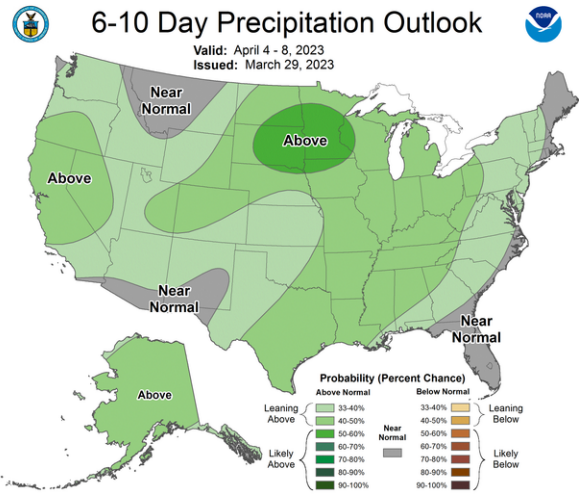 6-10 Day Precipitation Outlook
Valid: April 4 - 8, 2023
Issued: March 29, 2023
NOAA
Near
Normal
Above
Above
Near
Normal
Near
Normal
Above
Probability (Percent Chance)
Above Normal
Below Normal
Leaning
Above
33-40%
40-50%
Likely
Above
50-60%
60-70%
70-80%
80-90%
90-100%
Near
Normal
33-40%
40-50%
Leaning
Below
50-60%
60-70%
70-80%
80-90%
90-100%
Likely
Below